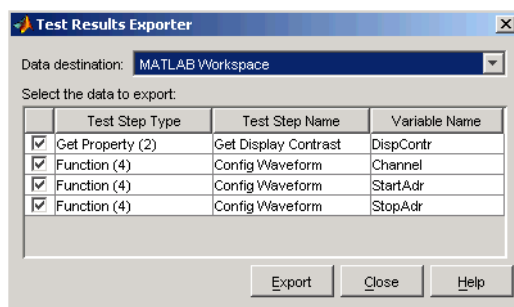 Test Results Exporter
Data destination: MATLAB Workspace
Select the data to export:
Test Step Type Test Step Name Variable Name
Get Property (2) Get Display Contrast DispContr
Function (4) Config Waveform Channel
Function (4) Config Waveform StartAdr
Function (4) Config Waveform StopAdr
Export Close Help